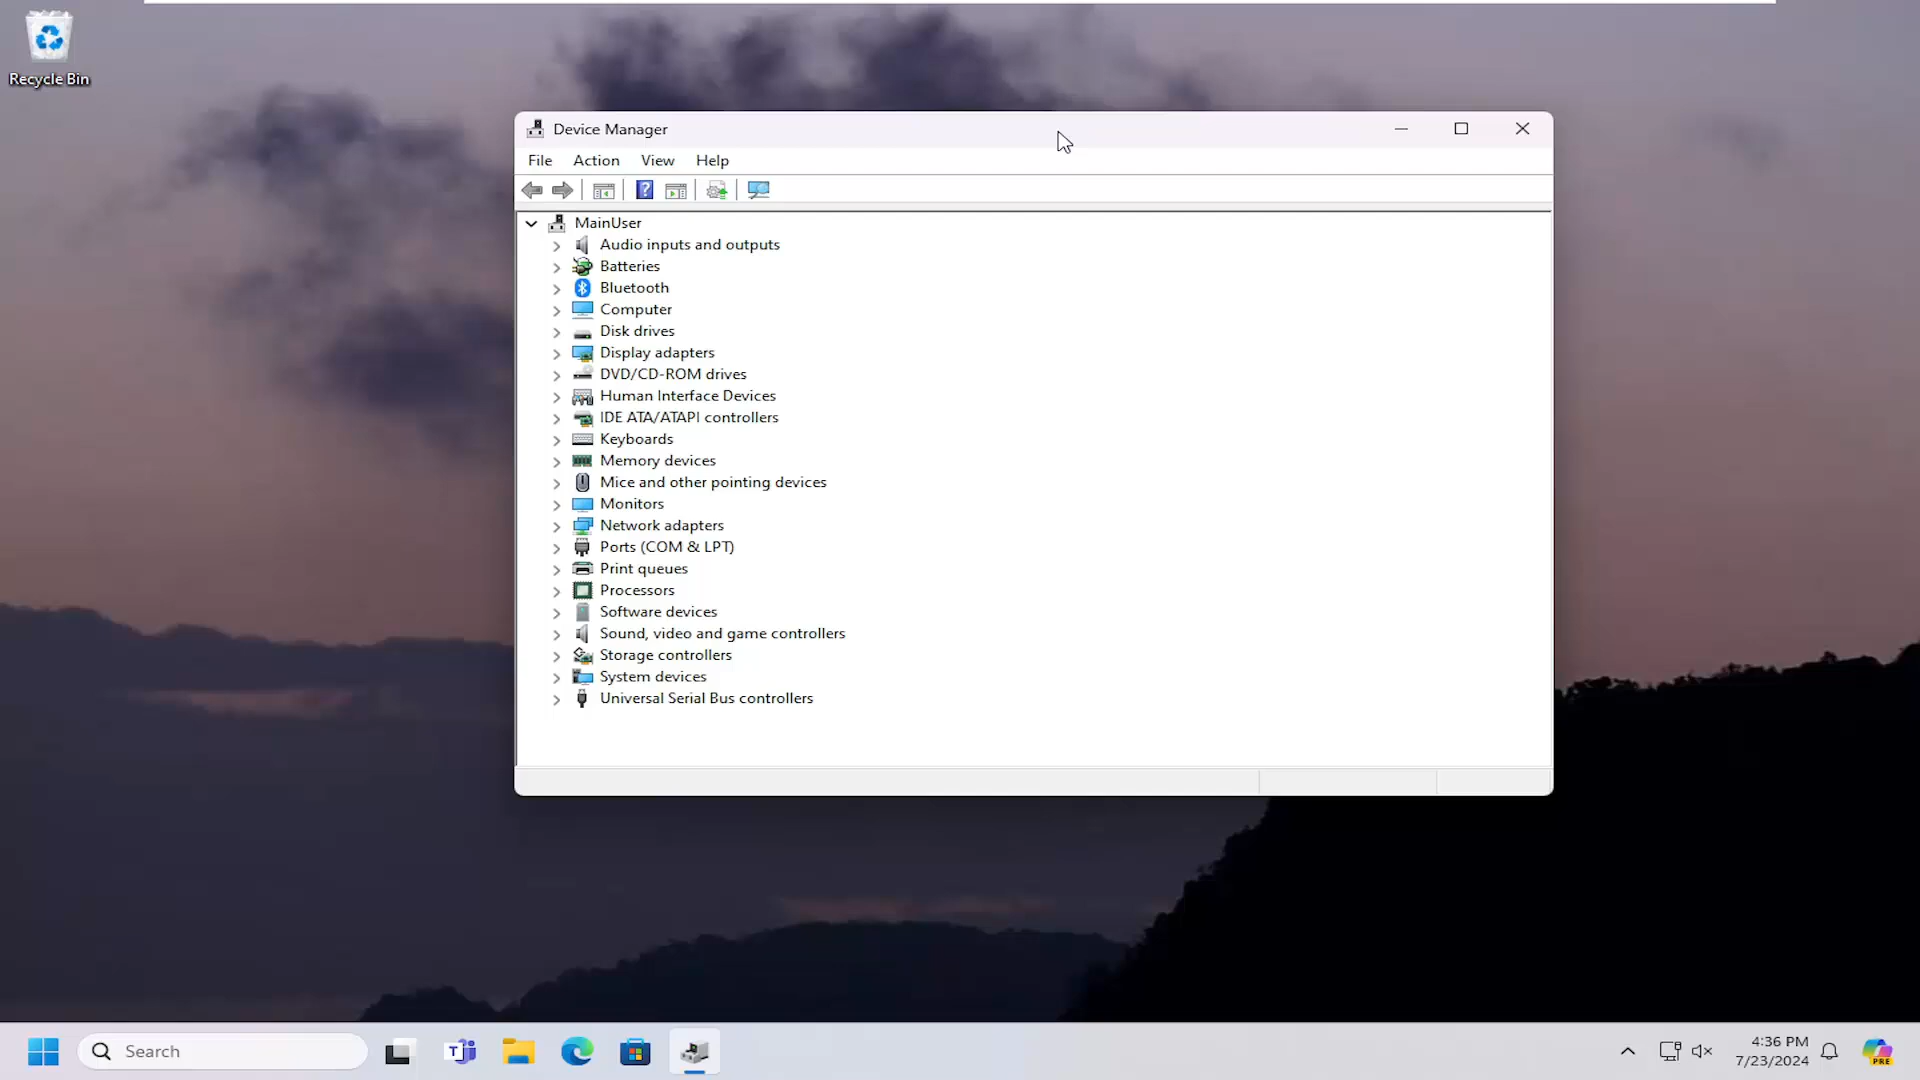 Recycle Bin
Device Manager
File Action View Help
MainUser
Audio inputs and outputs
Batteries
Bluetooth
Computer
Disk drives
Display adapters
DVD/CD-ROM drives
Human Interface Devices
IDE ATA/ATAPI controllers
Keyboards
Memory devices
Mice and other pointing devices
Monitors
Network adapters
Ports (COM & LPT)
Print queues
Processors
Software devices
Sound, video and game controllers
Storage controllers
System devices
Universal Serial Bus controllers
Search
4:36 PM
7/23/2024
PRE